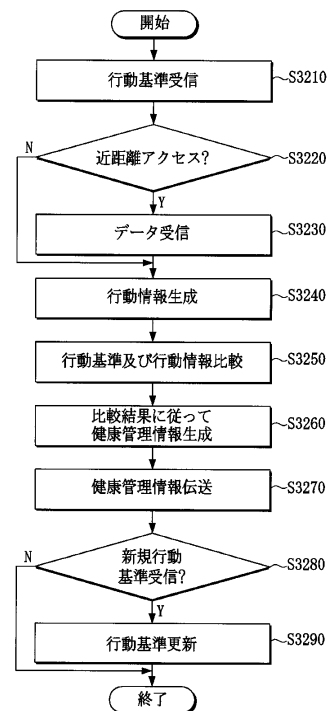 開始
行動基準受信
S3210
近距離アクセス?
S3220
N
Y
データ受信
S3230
行動情報生成
S3240
行動基準及び行動情報比較
S3250
比較結果に従って
健康管理情報生成
S3260
健康管理情報伝送
S3270
新規行動
基準受信?
S3280
N
Y
行動基準更新
S3290
終了